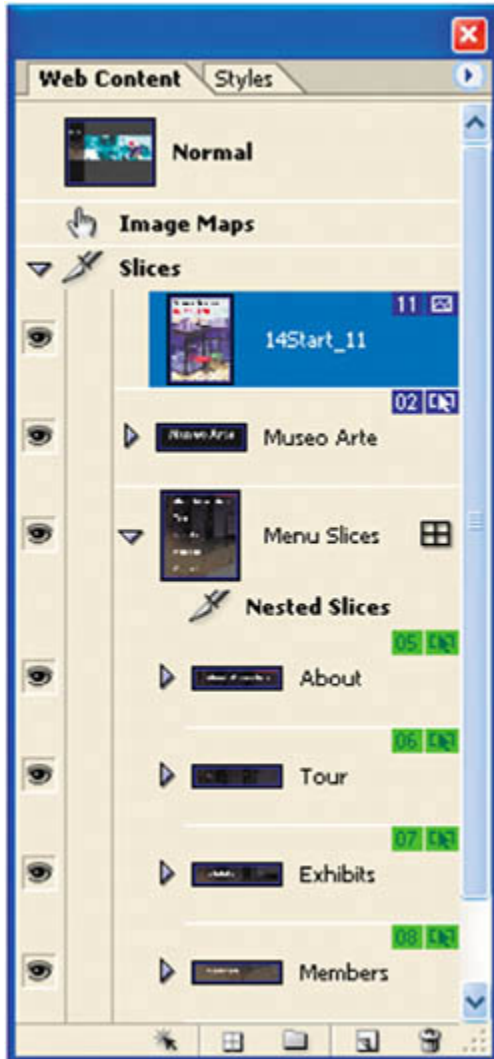 Web Content Styles
Normal
Image Maps
Slices
11
14Start_11
02
Museo Arte Museo Arte
Menu Slices
Nested Slices
05
About
06
Tour
07
Exhibits
08
Members